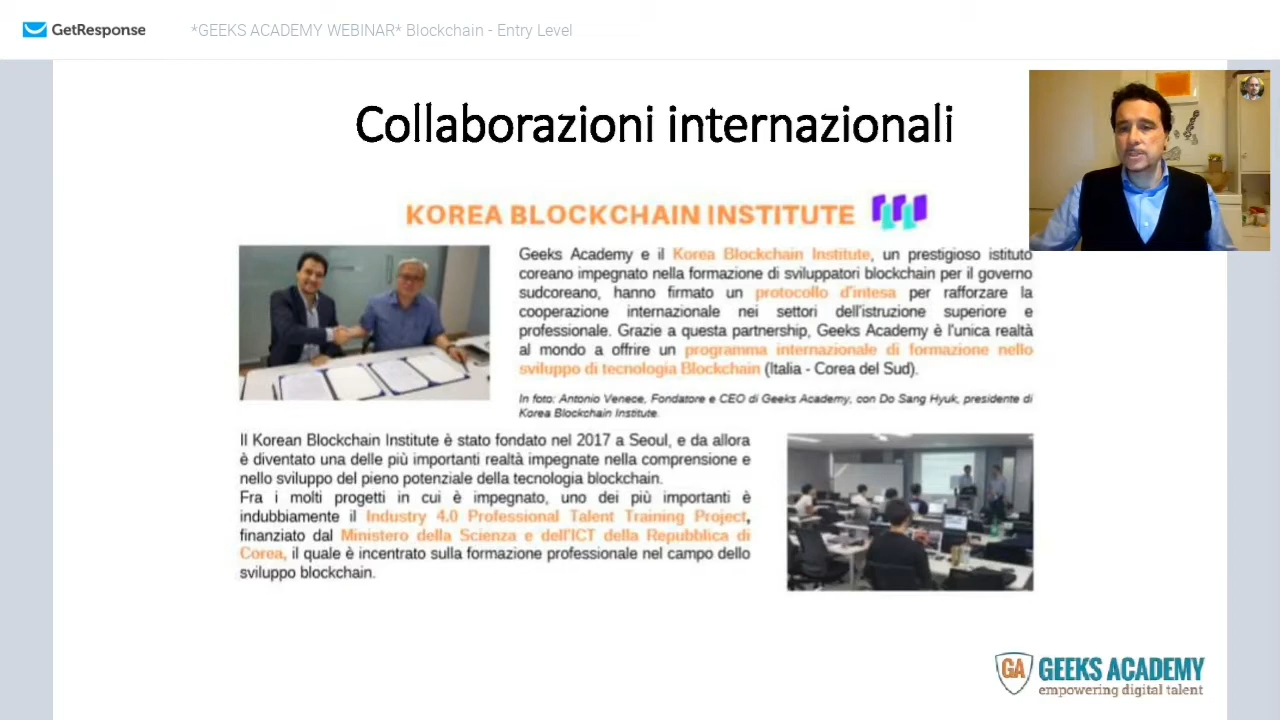 GetResponse
*GEEKS ACADEMY WEBINAR* Blockchain - Entry Level
Collaborazioni internazionali
KOREA BLOCKCHAIN INSTITUTE
Geeks Academy e il Korea Blockchain Institute, un prestigioso istituto
coreano impegnato nella formazione di sviluppatori blockchain per il governo
sudcoreano, hanno firmato un protocollo d'intesa per rafforzare la
cooperazione internazionale nei settori dell'istruzione superiore e
professionale. Grazie a questa partnership, Geeks Academy è l'unica realtà
al mondo a offrire un programma internazionale di formazione nello
sviluppo di tecnologia Blockchain (Italia - Corea del Sud).
In foto: Antonio Venece, Fondatore e CEO di Geeks Academy, con Do Sang Hyuk, presidente di
Korea Blockchain Institute.
Il Korean Blockchain Institute è stato fondato nel 2017 a Seoul, e da allora
è diventato una delle più importanti realtà impegnate nella comprensione e
nello sviluppo del pieno potenziale della tecnologia blockchain.
Fra i molti progetti in cui è impegnato, uno dei più importanti è
indubbiamente il Industry 4.0 Professional Talent Training Project,
finanziato dal Ministero della Scienza e dell'ICT della Repubblica di
Corea, il quale è incentrato sulla formazione professionale nel campo dello
sviluppo blockchain.
GA GEEKS ACADEMY
empowering digital talent